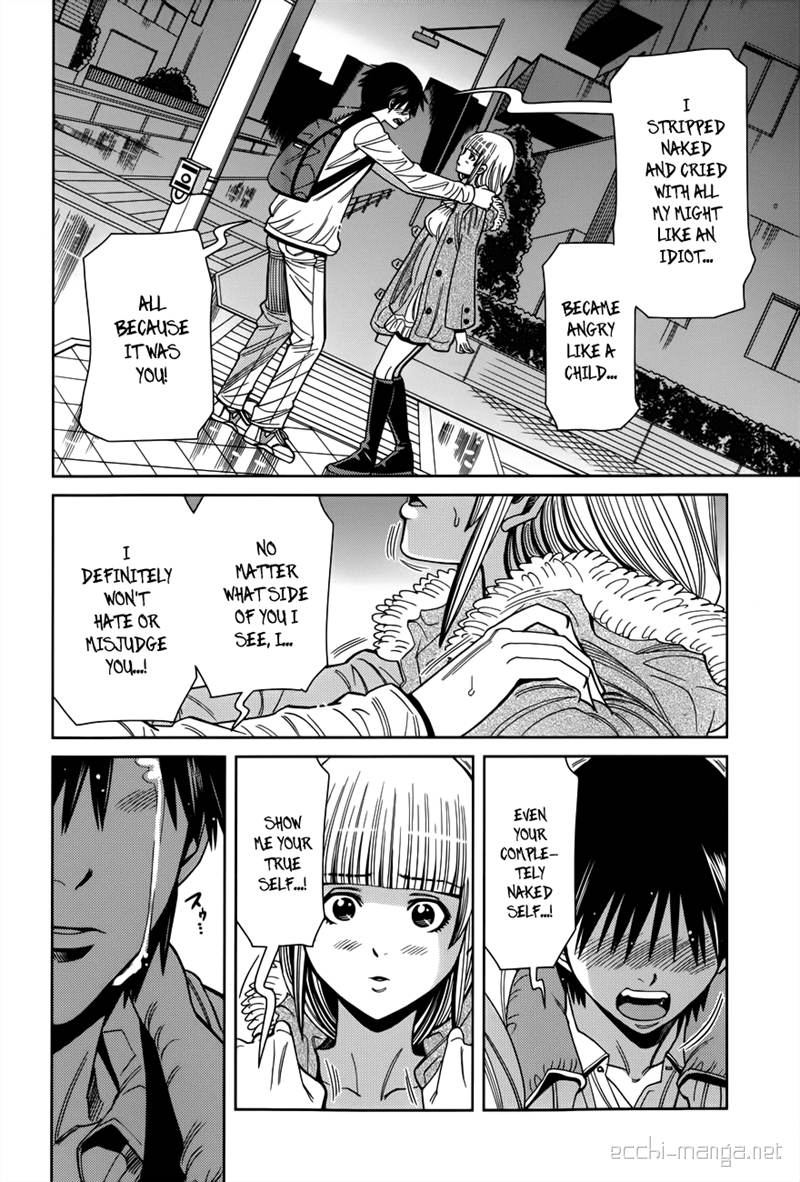 I
STRIPPED
NAKED
AND CRIED
WITH ALL
MY MIGHT
LIKE AN
IDIOT...
BECAME
ANGRY
LIKE A
CHILD...
ALL
BECAUSE
IT WAS
YOU!
NO
MATTER
WHAT SIDE
OF YOU I
SEE, I...
I
DEFINITELY
WON'T
HATE OR
MISJUDGE
YOU...!
EVEN
YOUR
COMPLE-
TELY
NAKED
SELF...!
SHOW
ME YOUR
TRUE
SELF...!
スゥ…
ecchi-manga.net